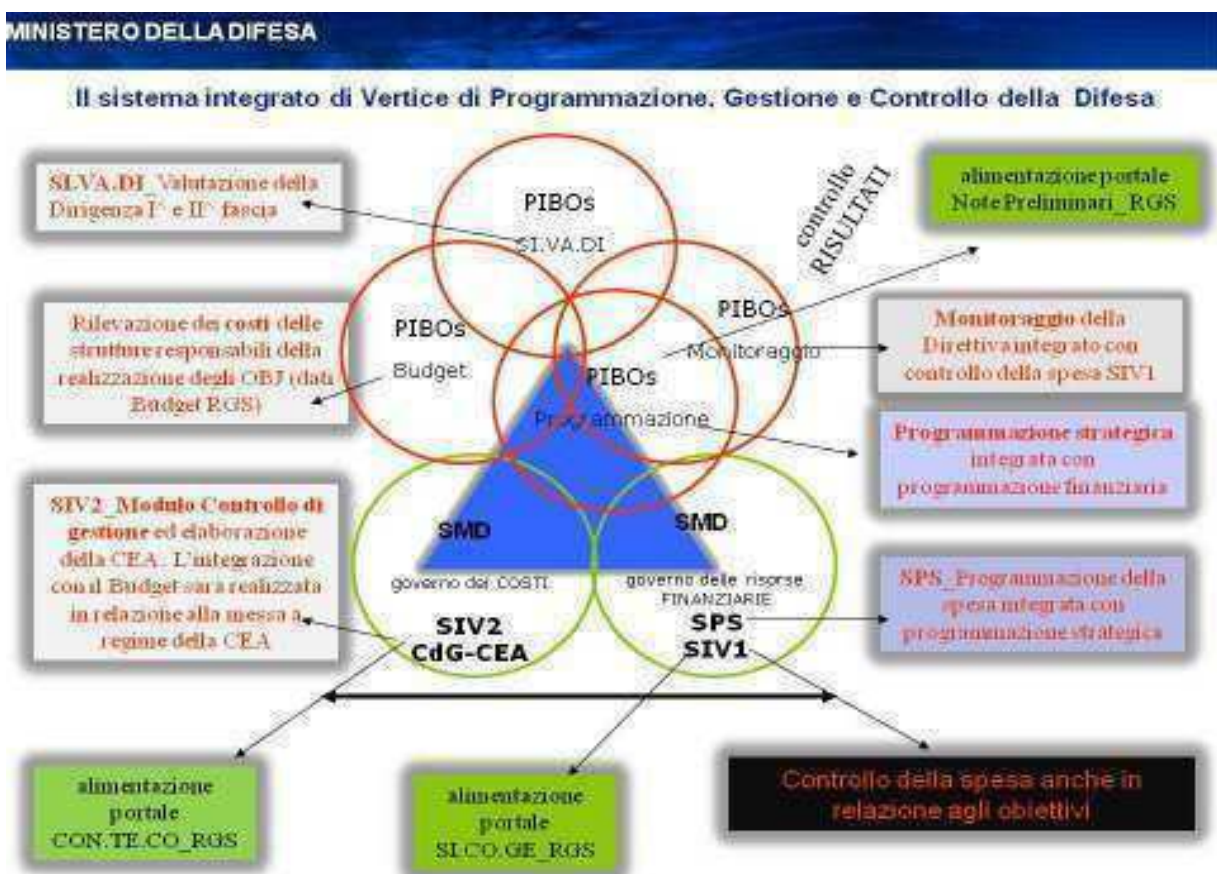 MINISTERO DELLA DIFESA
Il sistema integrato di Vertice di Programmazione. Gestione e Controllo della Difesa
SI.VA.DI_Valutazione della
Dirigenza I^ e II^ fascia
PIBOs
SI.VA.DI
controllo
RISULTATI
alimentazione portale
Note Preliminari_RGS
Rilevazione dei costi delle
strutture responsabili della
realizzazione degli OBJ (dati
Budget RGS)
PIBOs
Budget
PIBOs
Monitoraggio
PIBOs
Programmazione
Monitoraggio della
Direttiva integrato con
controllo della spesa SIV1
Programmazione strategica
integrata con
programmazione finanziaria
SIV2_Modulo Controllo di
gestione ed elaborazione
della CEA. L'integrazione
con il Budget sarà realizzata
in relazione alla messa a
regime della CEA
SMD
governo dei COSTI
SIV2
CdG-CEA
SMD
governo delle risorse
FINANZIARIE
SPS
SIV1
SPS_Programmazione della
spesa integrata con
programmazione strategica
alimentazione
portale
CON.TE.CO_RGS
alimentazione
portale
SI.CO.GE_RGS
Controllo della spesa anche in
relazione agli obiettivi